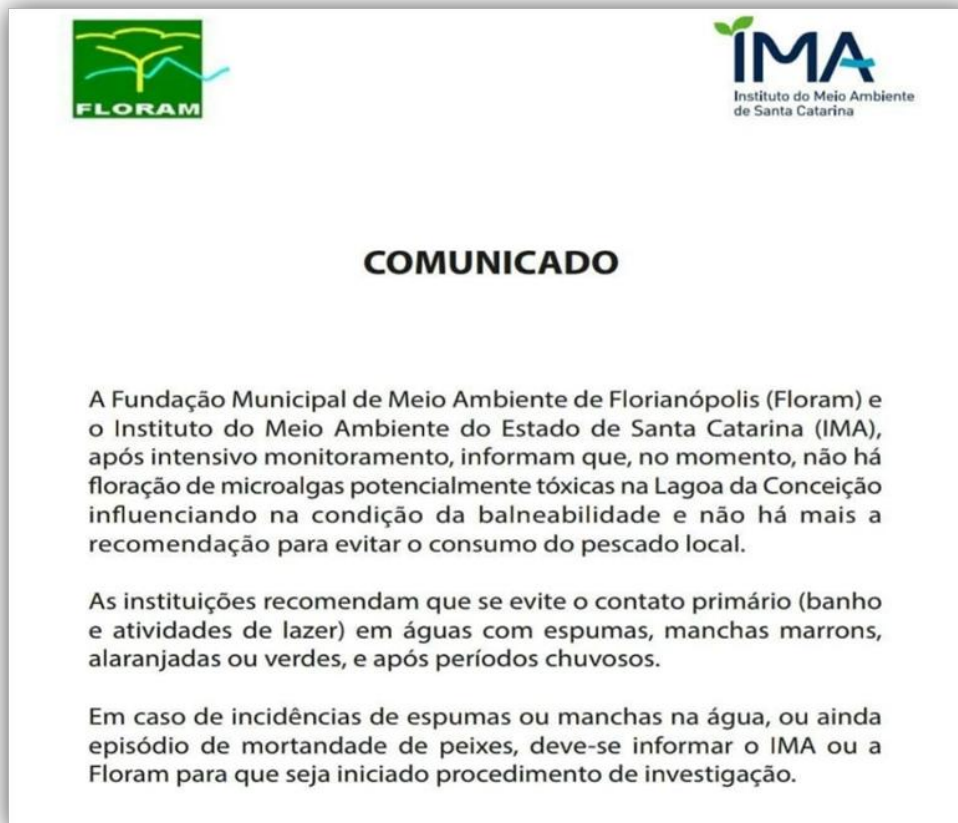 FLORAM
IMA
Instituto do Meio Ambiente
de Santa Catarina
COMUNICADO
A Fundação Municipal de Meio Ambiente de Florianópolis (Floram) e
o Instituto do Meio Ambiente do Estado de Santa Catarina (IMA),
após intensivo monitoramento, informam que, no momento, não há
floração de microalgas potencialmente tóxicas na Lagoa da Conceição
influenciando na condição da balneabilidade e não há mais a
recomendação para evitar o consumo do pescado local.
As instituições recomendam que se evite o contato primário (banho
e atividades de lazer) em águas com espumas, manchas marrons,
alaranjadas ou verdes, e após períodos chuvosos.
Em caso de incidências de espumas ou manchas na água, ou ainda
episódio de mortandade de peixes, deve-se informar o IMA ou a
Floram para que seja iniciado procedimento de investigação.